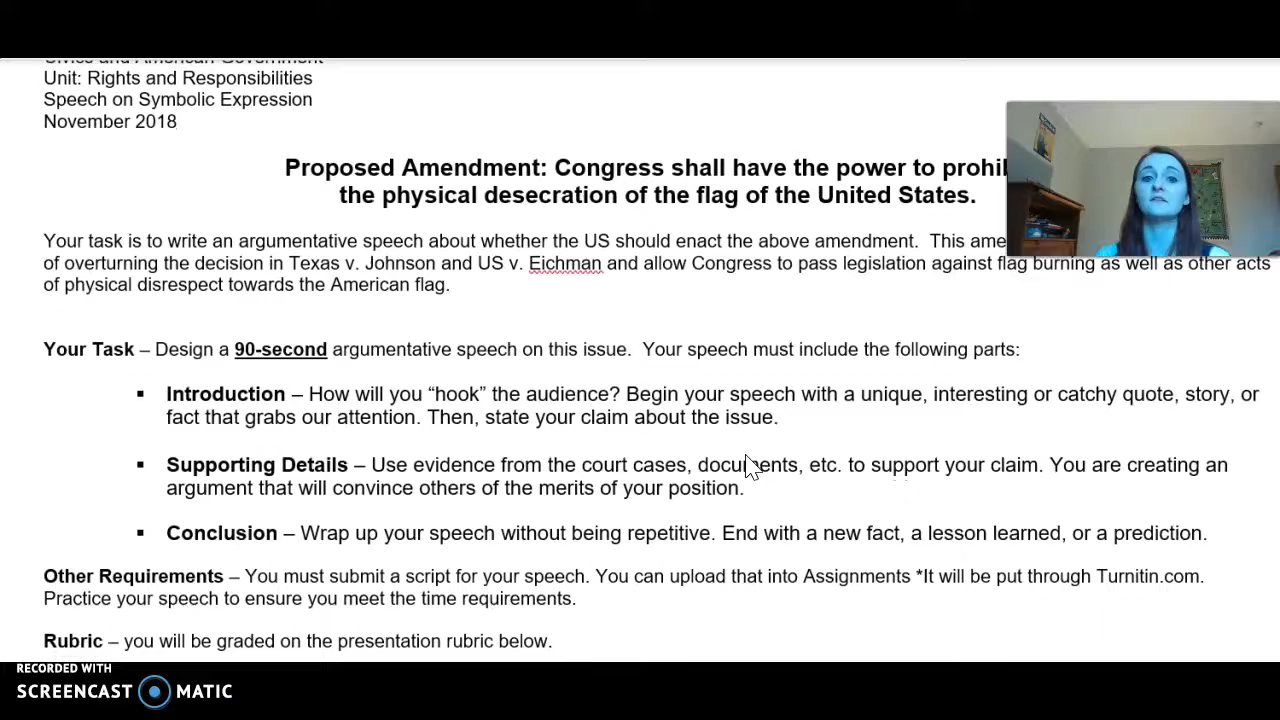 Civics and American Government
Unit: Rights and Responsibilities
Speech on Symbolic Expression
November 2018
Proposed Amendment: Congress shall have the power to prohi
the physical desecration of the flag of the United States.
Your task is to write an argumentative speech about whether the US should enact the above amendment. This ame
of overturning the decision in Texas v. Johnson and US v. Eichman and allow Congress to pass legislation against flag burning as well as other acts
of physical disrespect towards the American flag.
Your Task – Design a 90-second argumentative speech on this issue. Your speech must include the following parts:
▪ Introduction – How will you “hook” the audience? Begin your speech with a unique, interesting or catchy quote, story, or
fact that grabs our attention. Then, state your claim about the issue.
▪ Supporting Details – Use evidence from the court cases, documents, etc. to support your claim. You are creating an
argument that will convince others of the merits of your position.
▪ Conclusion – Wrap up your speech without being repetitive. End with a new fact, a lesson learned, or a prediction.
Other Requirements – You must submit a script for your speech. You can upload that into Assignments *It will be put through Turnitin.com.
Practice your speech to ensure you meet the time requirements.
Rubric – you will be graded on the presentation rubric below.
RECORDED WITH
SCREENCAST MATIC